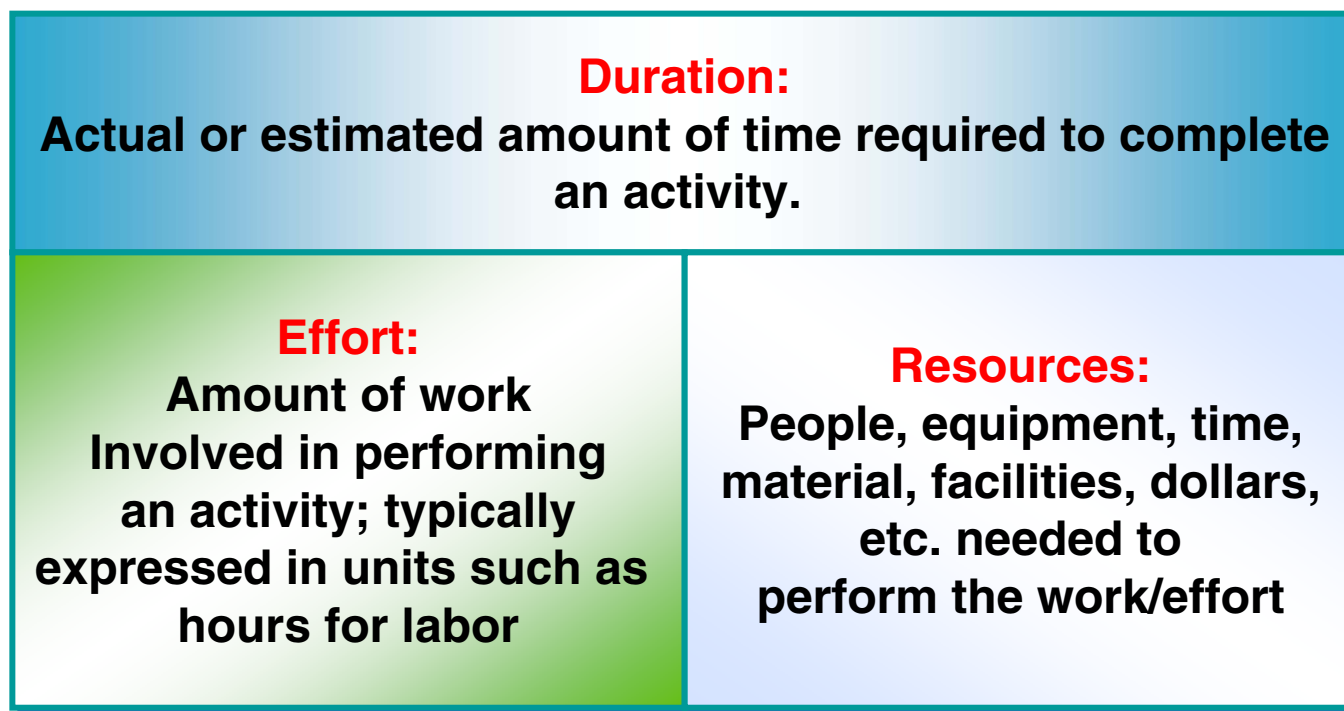 Duration:
Actual or estimated amount of time required to complete
an activity.
Effort:
Amount of work
Involved in performing
an activity; typically
expressed in units such as
hours for labor
Resources:
People, equipment, time,
material, facilities, dollars,
etc. needed to
perform the work/effort